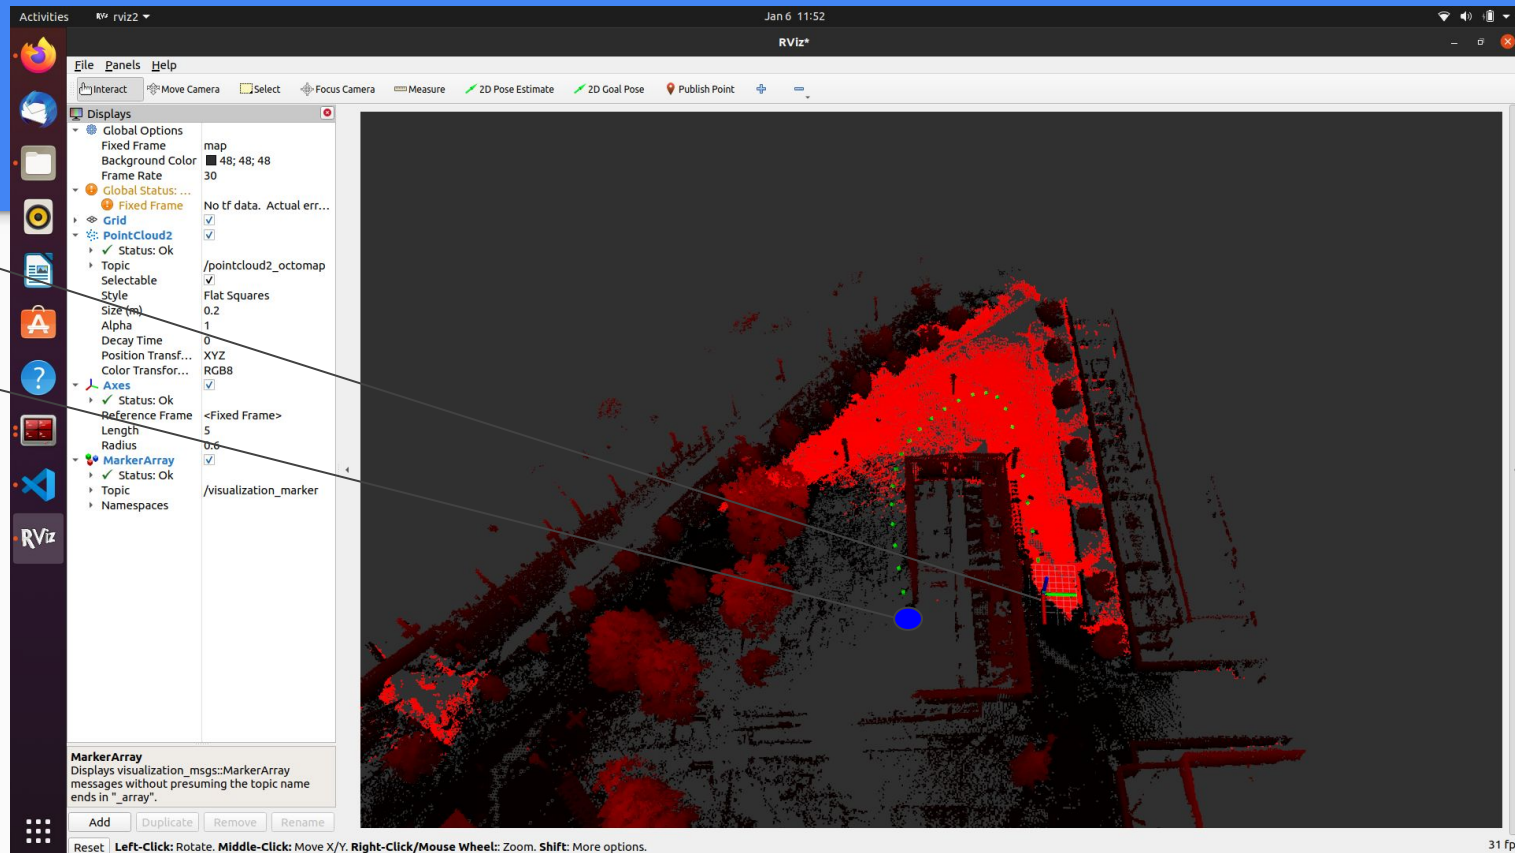 Activities
RViz rviz2
Jan 6 11:52
RViz*
File Panels Help
Interact Move Camera Select Focus Camera Measure 2D Pose Estimate 2D Goal Pose Publish Point
Displays
Global Options
Fixed Frame map
Background Color 48; 48; 48
Frame Rate 30
Global Status: ...
Fixed Frame No tf data. Actual err...
Grid
PointCloud2
Status: Ok
Topic /pointcloud2_octomap
Selectable
Style Flat Squares
Size (m) 0.2
Alpha 1
Decay Time 0
Position Transf... XYZ
Color Transfor... RGB8
Axes
Status: Ok
Reference Frame <Fixed Frame>
Length 5
Radius 0.6
MarkerArray
Status: Ok
Topic /visualization_marker
Namespaces
RViz
MarkerArray
Displays visualization_msgs::MarkerArray
messages without presuming the topic name
ends in "_array".
Add Duplicate Remove Rename
Reset Left-Click: Rotate. Middle-Click: Move X/Y. Right-Click/Mouse Wheel:: Zoom. Shift: More options.
31 fp